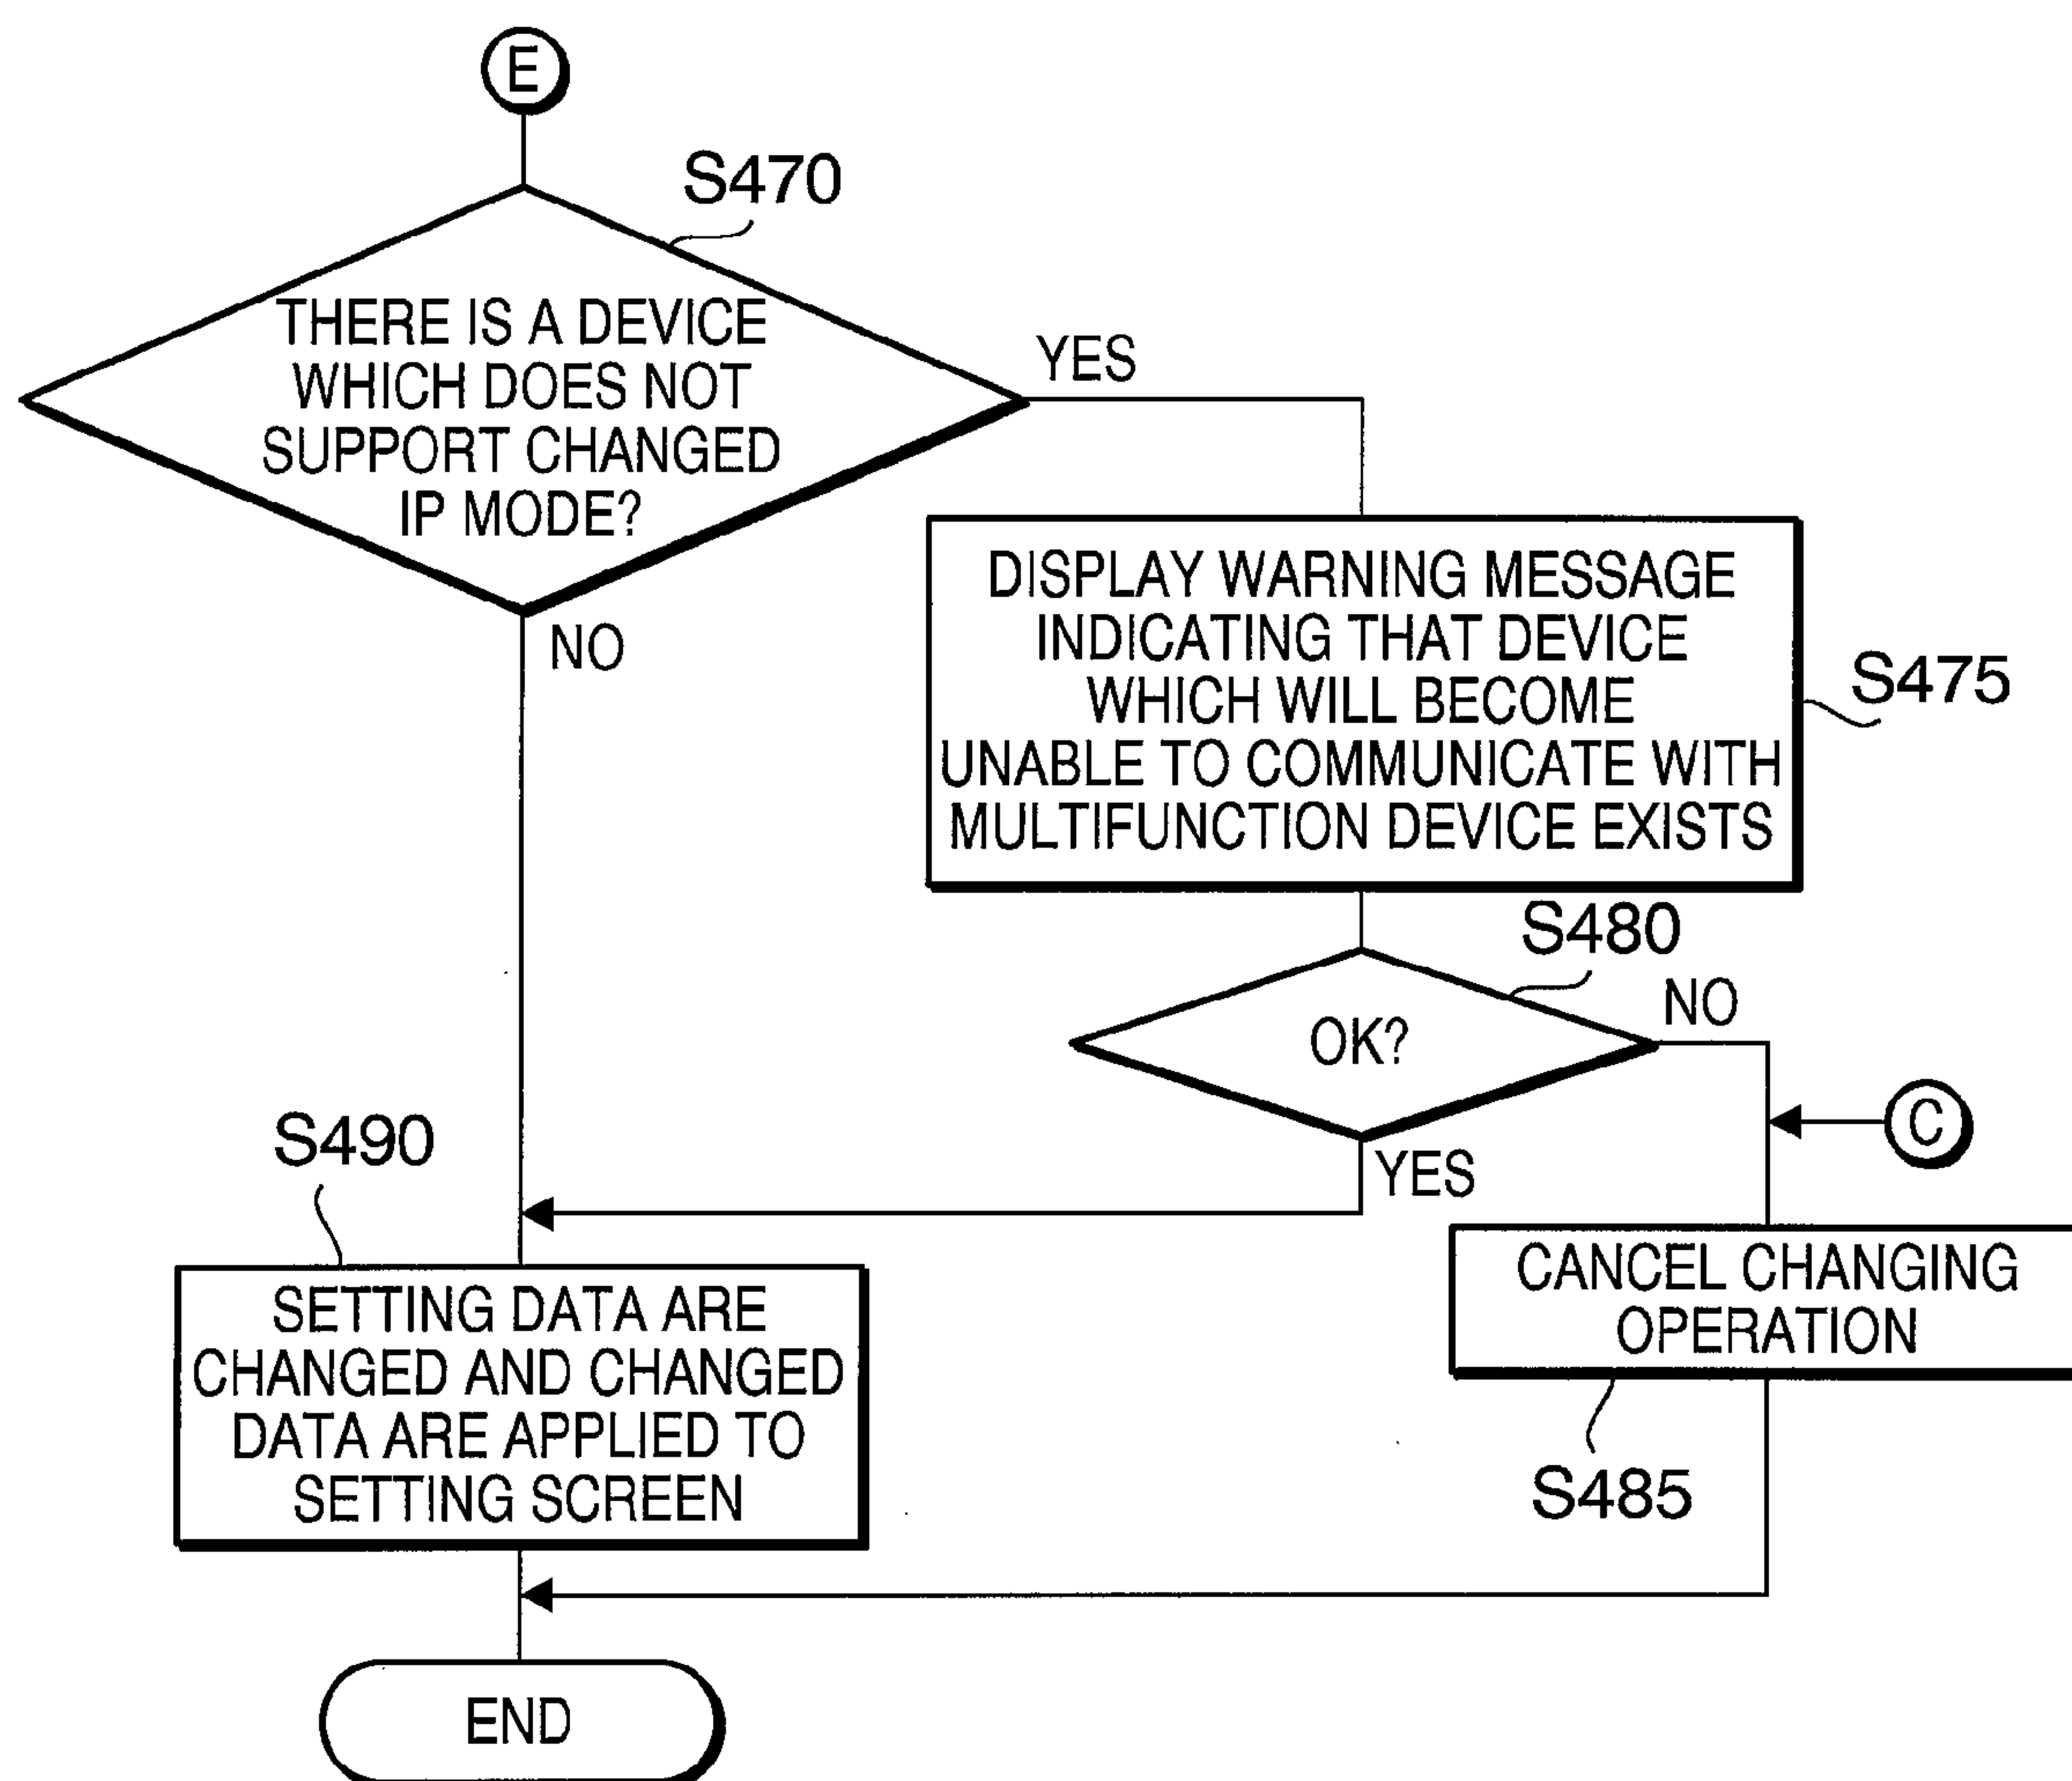 E
S470
THERE IS A DEVICE
WHICH DOES NOT
SUPPORT CHANGED
IP MODE?
YES
NO
DISPLAY WARNING MESSAGE
INDICATING THAT DEVICE
WHICH WILL BECOME
UNABLE TO COMMUNICATE WITH
MULTIFUNCTION DEVICE EXISTS
S475
S480
OK?
NO
C
YES
S490
SETTING DATA ARE
CHANGED AND CHANGED
DATA ARE APPLIED TO
SETTING SCREEN
CANCEL CHANGING
OPERATION
S485
END